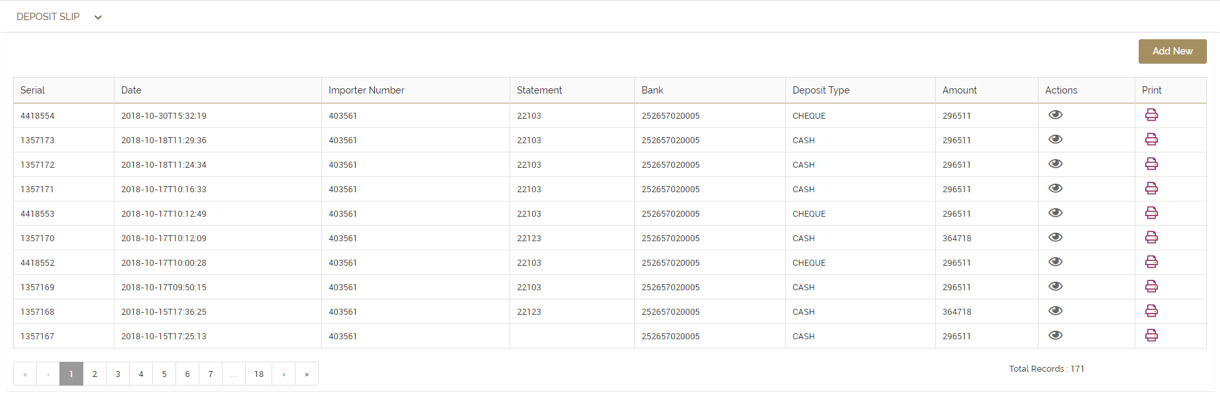 DEPOSIT SLIP
Add New
Serial Date Importer Number Statement Bank Deposit Type Amount Actions Print
4418554 2018-10-30T15:32:19 403561 22103 252657020005 CHEQUE 296511
1357173 2018-10-18T11:29:36 403561 22103 252657020005 CASH 296511
1357172 2018-10-18T11:24:34 403561 22103 252657020005 CASH 296511
1357171 2018-10-17T10:16:33 403561 22103 252657020005 CASH 296511
4418553 2018-10-17T10:12:49 403561 22103 252657020005 CHEQUE 296511
1357170 2018-10-17T10:12:09 403561 22123 252657020005 CASH 364718
4418552 2018-10-17T10:00:28 403561 22103 252657020005 CHEQUE 296511
1357169 2018-10-17T09:50:15 403561 22103 252657020005 CASH 296511
1357168 2018-10-15T17:36:25 403561 22123 252657020005 CASH 364718
1357167 2018-10-15T17:25:13 403561 252657020005 CASH 296511
« ‹ 1 2 3 4 5 6 7 ... 18 › » Total Records : 171